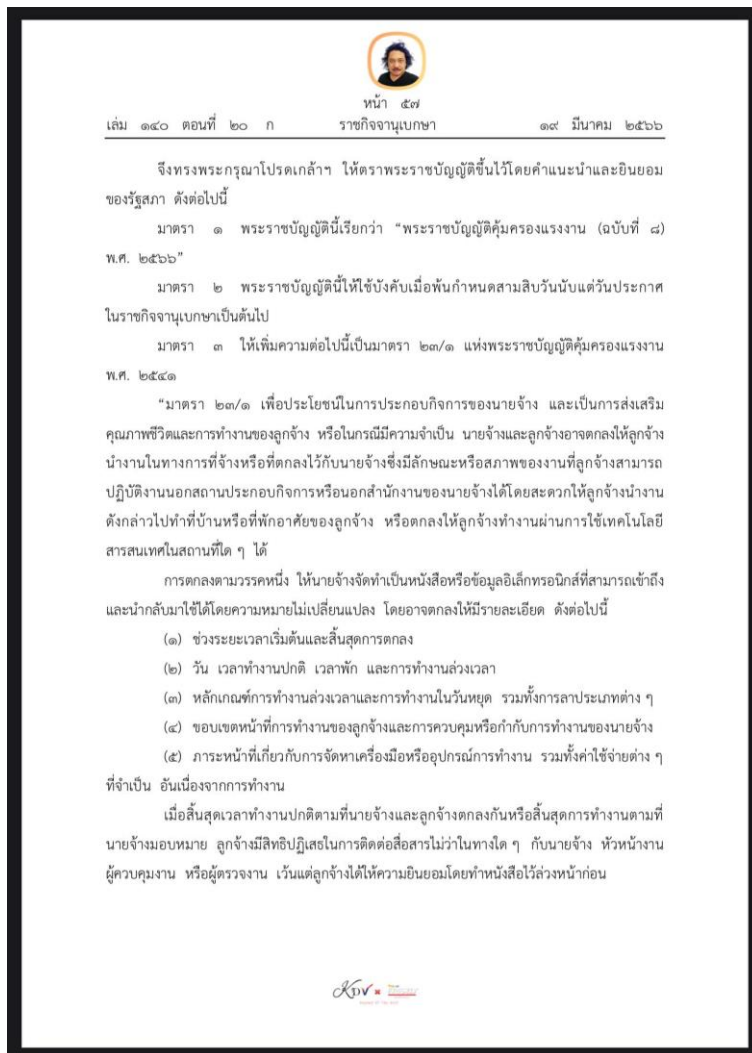 หน้า ๕๗
เล่ม ๑๔๐ ตอนที่ ๒๐ ก ราชกิจจานุเบกษา ๑๙ มีนาคม ๒๕๖๖
จึงทรงพระกรุณาโปรดเกล้าฯ ให้ตราพระราชบัญญัติขึ้นไว้โดยคำแนะนำและยินยอม
ของรัฐสภา ดังต่อไปนี้
มาตรา ๑ พระราชบัญญัตินี้เรียกว่า “พระราชบัญญัติคุ้มครองแรงงาน (ฉบับที่ ๘)
พ.ศ. ๒๕๖๖”
มาตรา ๒ พระราชบัญญัตินี้ให้ใช้บังคับเมื่อพ้นกำหนดสามสิบวันนับแต่วันประกาศ
ในราชกิจจานุเบกษาเป็นต้นไป
มาตรา ๓ ให้เพิ่มความต่อไปนี้เป็นมาตรา ๒๓/๑ แห่งพระราชบัญญัติคุ้มครองแรงงาน
พ.ศ. ๒๕๔๑
“มาตรา ๒๓/๑ เพื่อประโยชน์ในการประกอบกิจการของนายจ้าง และเป็นการส่งเสริม
คุณภาพชีวิตและการทำงานของลูกจ้าง หรือในกรณีมีความจำเป็น นายจ้างและลูกจ้างอาจตกลงให้ลูกจ้าง
นำงานในทางการที่จ้างหรือที่ตกลงไว้กับนายจ้างซึ่งมีลักษณะหรือสภาพของงานที่ลูกจ้างสามารถ
ปฏิบัติงานนอกสถานประกอบกิจการหรือนอกสำนักงานของนายจ้างได้โดยสะดวกให้ลูกจ้างนำงาน
ดังกล่าวไปทำที่บ้านหรือที่พักอาศัยของลูกจ้าง หรือตกลงให้ลูกจ้างทำงานผ่านการใช้เทคโนโลยี
สารสนเทศในสถานที่ใด ๆ ได้
การตกลงตามวรรคหนึ่ง ให้นายจ้างจัดทำเป็นหนังสือหรือข้อมูลอิเล็กทรอนิกส์ที่สามารถเข้าถึง
และนำกลับมาใช้ได้โดยความหมายไม่เปลี่ยนแปลง โดยอาจตกลงให้มีรายละเอียด ดังต่อไปนี้
(๑) ช่วงระยะเวลาเริ่มต้นและสิ้นสุดการตกลง
(๒) วัน เวลาทำงานปกติ เวลาพัก และการทำงานล่วงเวลา
(๓) หลักเกณฑ์การทำงานล่วงเวลาและการทำงานในวันหยุด รวมทั้งการลาประเภทต่าง ๆ
(๔) ขอบเขตหน้าที่การทำงานของลูกจ้างและการควบคุมหรือกำกับการทำงานของนายจ้าง
(๕) ภาระหน้าที่เกี่ยวกับการจัดหาเครื่องมือหรืออุปกรณ์การทำงาน รวมทั้งค่าใช้จ่ายต่าง ๆ
ที่จำเป็น อันเนื่องจากการทำงาน
เมื่อสิ้นสุดเวลาทำงานปกติตามที่นายจ้างและลูกจ้างตกลงกันหรือสิ้นสุดการทำงานตามที่
นายจ้างมอบหมาย ลูกจ้างมีสิทธิปฏิเสธในการติดต่อสื่อสารไม่ว่าในทางใด ๆ กับนายจ้าง หัวหน้างาน
ผู้ควบคุมงาน หรือผู้ตรวจงาน เว้นแต่ลูกจ้างได้ให้ความยินยอมโดยทำหนังสือไว้ล่วงหน้าก่อน
KDV